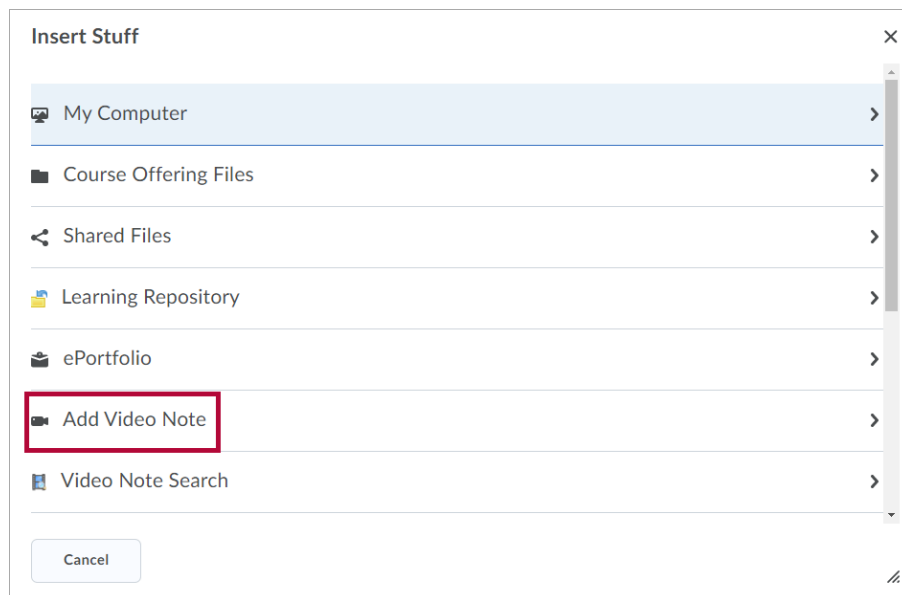 Insert Stuff
My Computer
Course Offering Files
Shared Files
Learning Repository
ePortfolio
Add Video Note
Video Note Search
Cancel